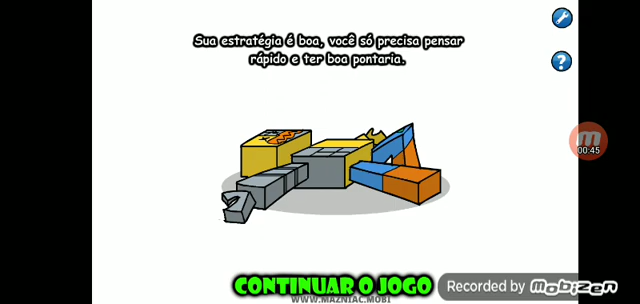 Sua estratégia é boa, você só precisa pensar
rápido e ter boa pontaria.
?
00:45
CONTINUAR O JOGO
WWW.MAZNIAC.MOBI
Recorded by Mobizen